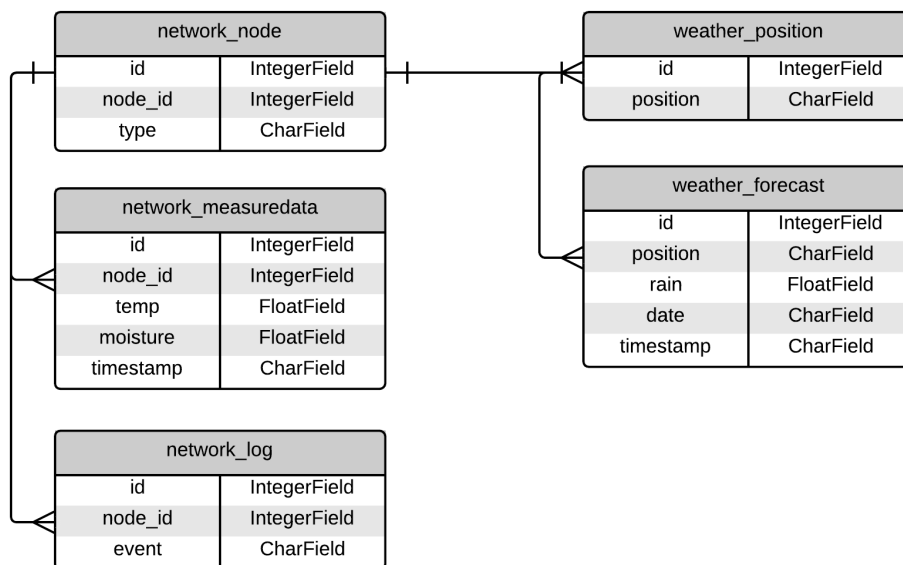 network_node
id IntegerField
node_id IntegerField
type CharField
network_measuredata
id IntegerField
node_id IntegerField
temp FloatField
moisture FloatField
timestamp CharField
network_log
id IntegerField
node_id IntegerField
event CharField
weather_position
id IntegerField
position CharField
weather_forecast
id IntegerField
position CharField
rain FloatField
date CharField
timestamp CharField